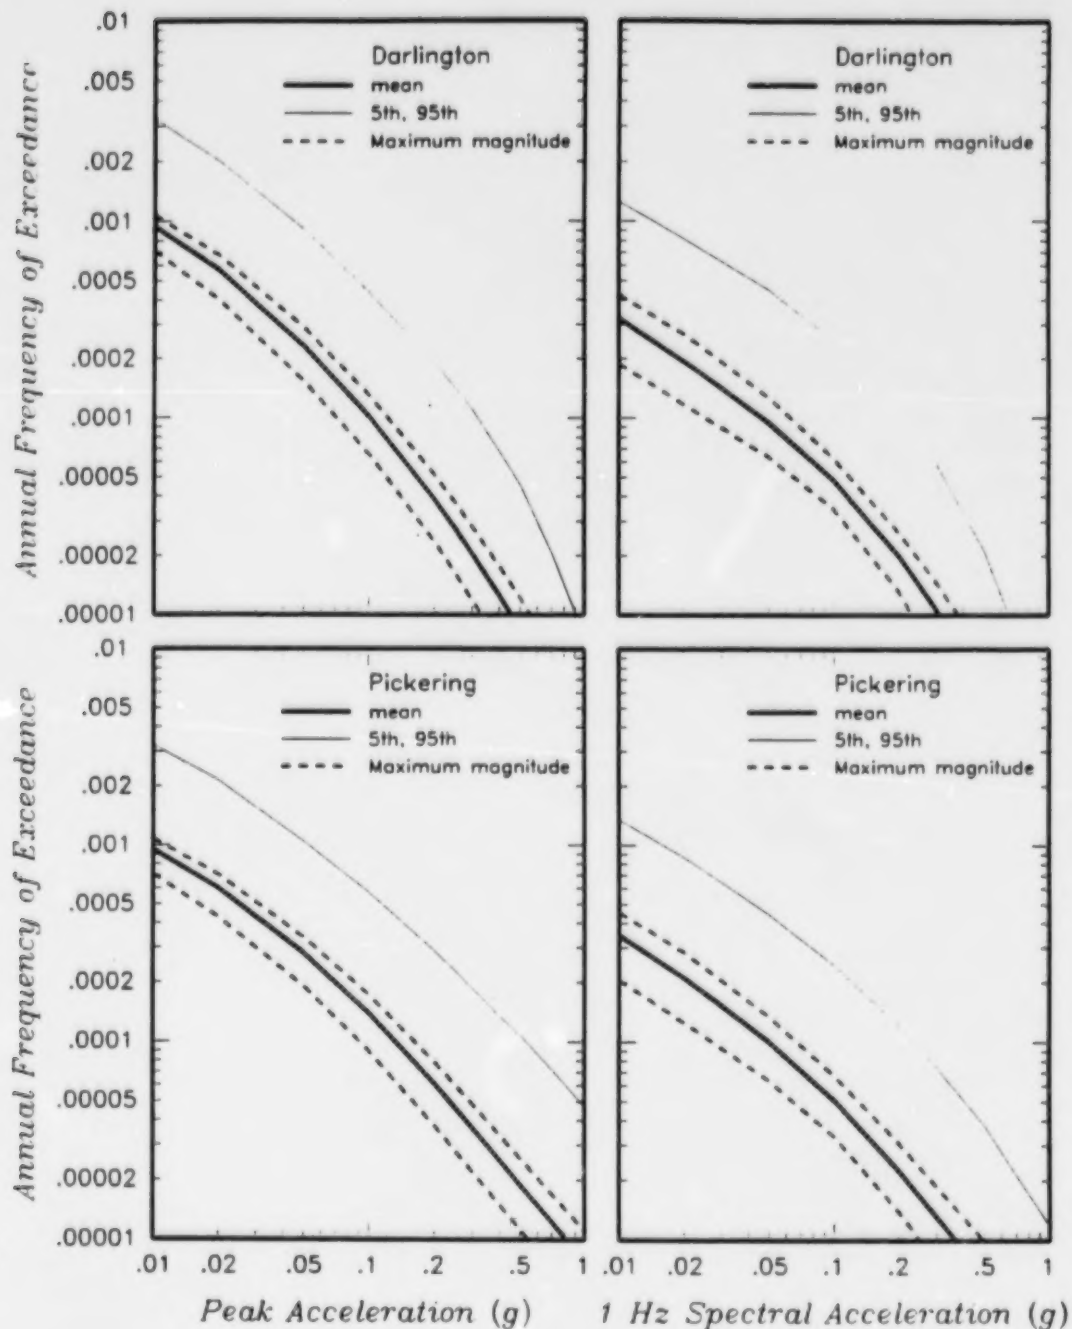 .01
.005
.002
.001
.0005
.0002
.0001
.00005
.00002
.00001
Annual Frequency of Exceedance
Darlington
mean
5th, 95th
Maximum magnitude
Darlington
mean
5th, 95th
Maximum magnitude
.01
.005
.002
.001
.0005
.0002
.0001
.00005
.00002
.00001
Annual Frequency of Exceedance
Pickering
mean
5th, 95th
Maximum magnitude
Pickering
mean
5th, 95th
Maximum magnitude
.01 .02 .05 .1 .2 .5 1
.01 .02 .05 .1 .2 .5 1
Peak Acceleration (g)
1 Hz Spectral Acceleration (g)